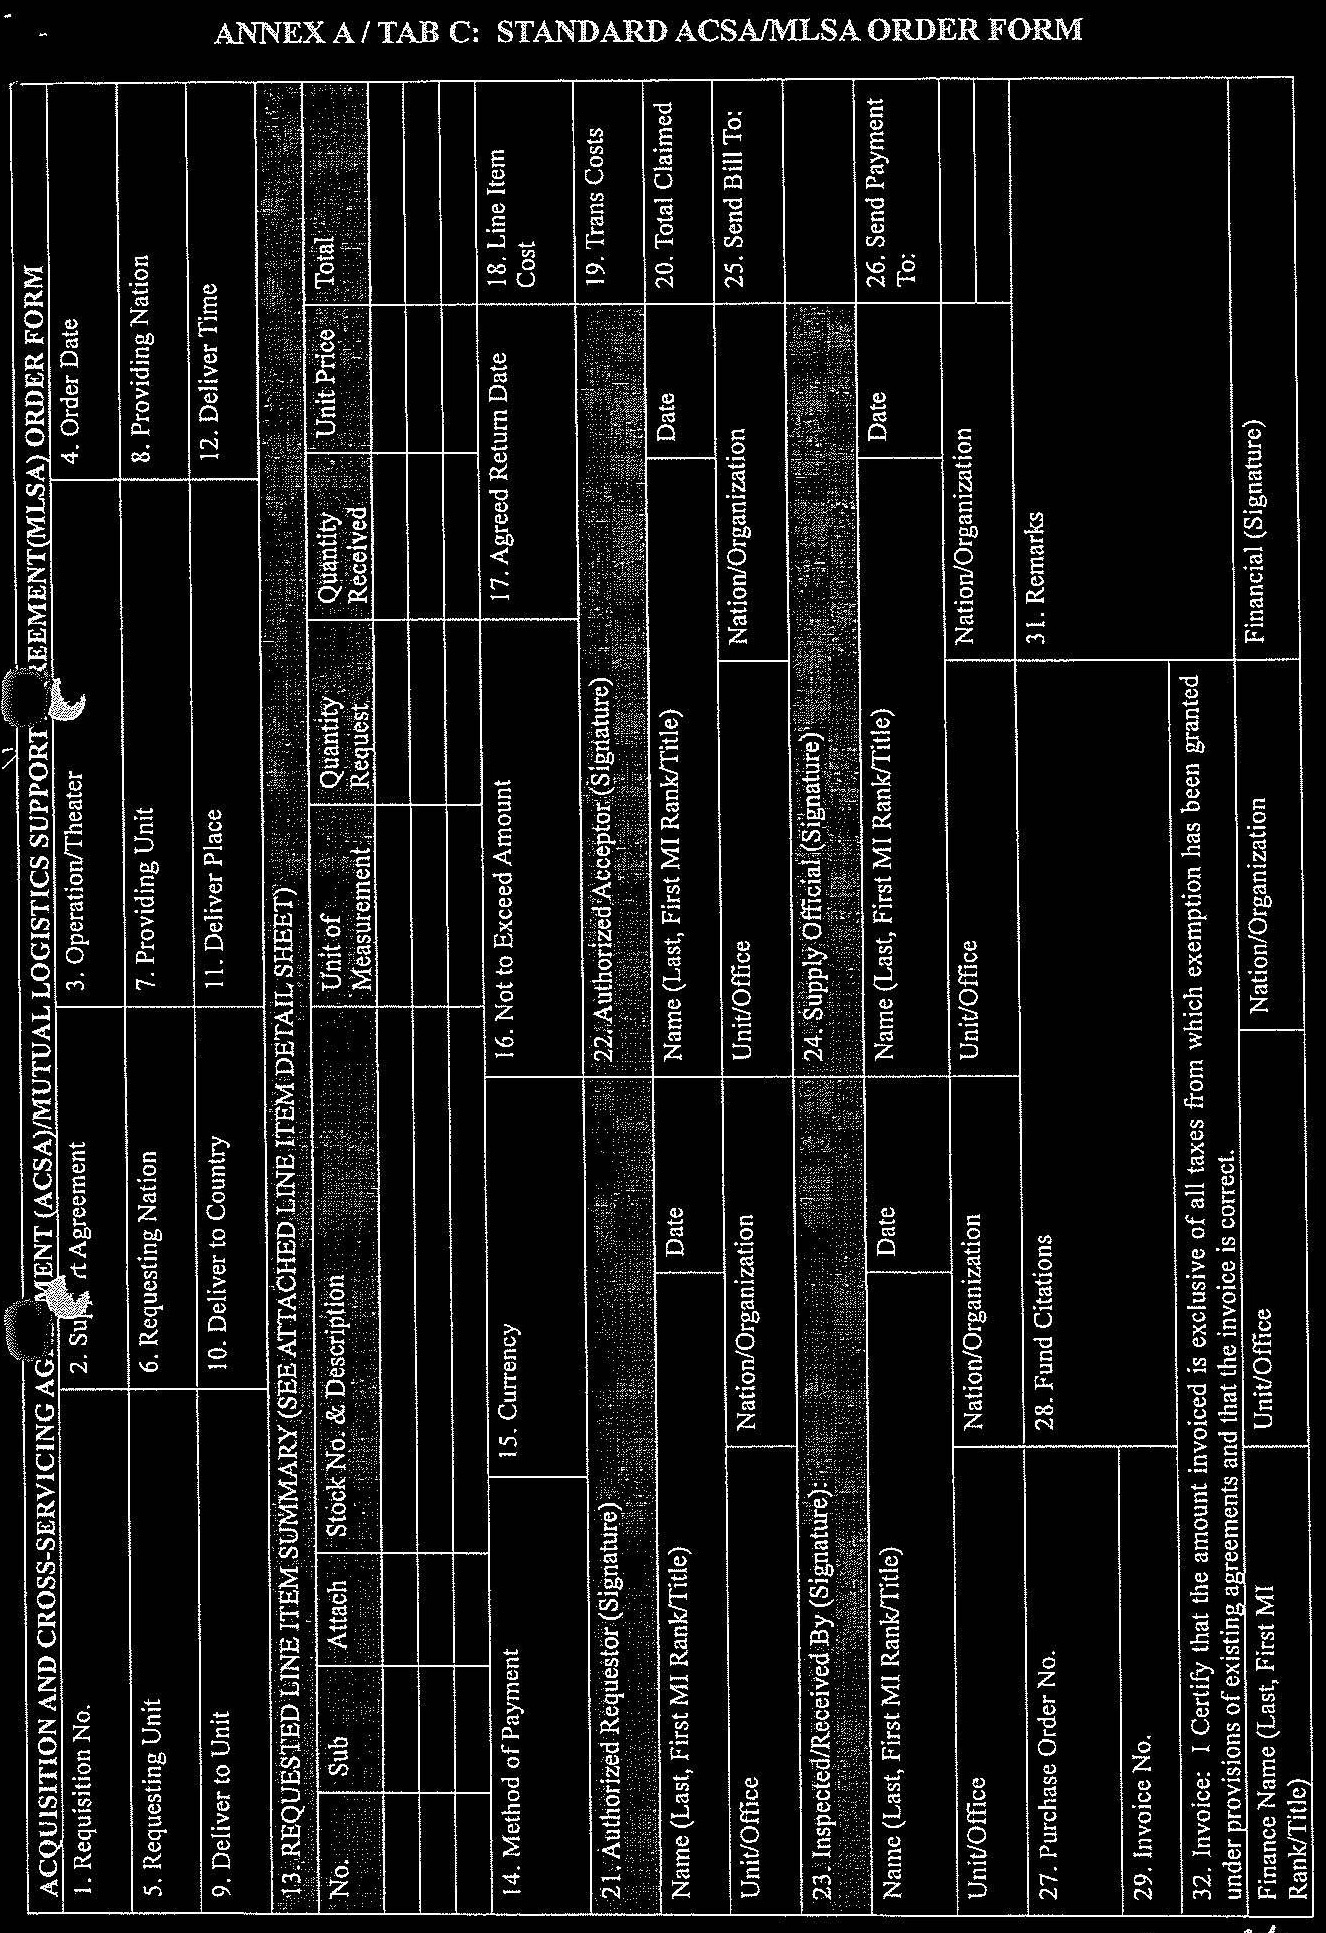 ANNEX A / TAB C: STANDARD ACSA/MLSA ORDER FORM
ACQUISITION AND CROSS-SERVICING (ACSA)/MUTUAL LOGISTICS SUPPORT (MLSA) ORDER FORM
1. Requisition No.
2. Agreement
3. Operation/Theater
4. Order Date
5. Requesting Unit
6. Requesting Nation
7. Providing Unit
8. Providing Nation
9. Deliver to Unit
10. Deliver to Country
11. Deliver Place
12. Deliver Time
13. REQUESTED LINE ITEM SUMMARY (SEE ATTACHED LINE ITEM DETAIL SHEET)
No.
Sub
Attach
Stock No. & Description
Unit of
Measurement
Quantity
Request
Quantity
Received
Unit Price
Total
14. Method of Payment
15. Currency
16. Not to Exceed Amount
17. Agreed Return Date
18. Line Item
Cost
21. Authorized Requestor (Signature)
22. Authorized Acceptor (Signature)
19. Trans Costs
Name (Last, First MI Rank/Title)
Date
Name (Last, First MI Rank/Title)
Date
20. Total Claimed
Unit/Office
Nation/Organization
Unit/Office
Nation/Organization
25. Send Bill To:
23. Inspected/Received By (Signature):
24. Supply Official (Signature)
Name (Last, First MI Rank/Title)
Date
Name (Last, First MI Rank/Title)
Date
26. Send Payment
To:
Unit/Office
Nation/Organization
Unit/Office
Nation/Organization
27. Purchase Order No.
28. Fund Citations
31. Remarks
29. Invoice No.
32. Invoice: I Certify that the amount invoiced is exclusive of all taxes from which exemption has been granted
under provisions of existing agreements and that the invoice is correct.
Finance Name (Last, First MI
Rank/Title)
Unit/Office
Nation/Organization
Financial (Signature)